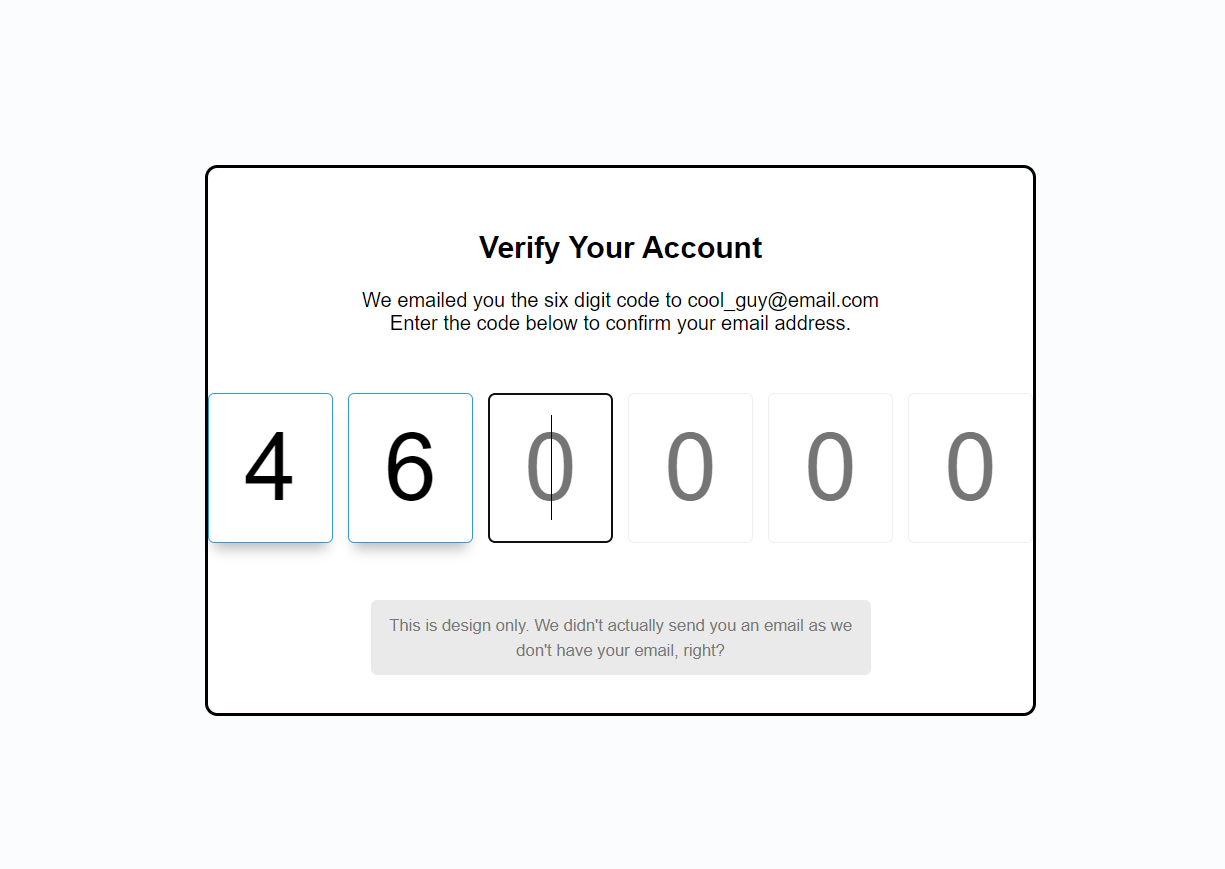 Verify Your Account
We emailed you the six digit code to cool_guy@email.com
Enter the code below to confirm your email address.
4 6 0 0 0 0
This is design only. We didn't actually send you an email as we
don't have your email, right?